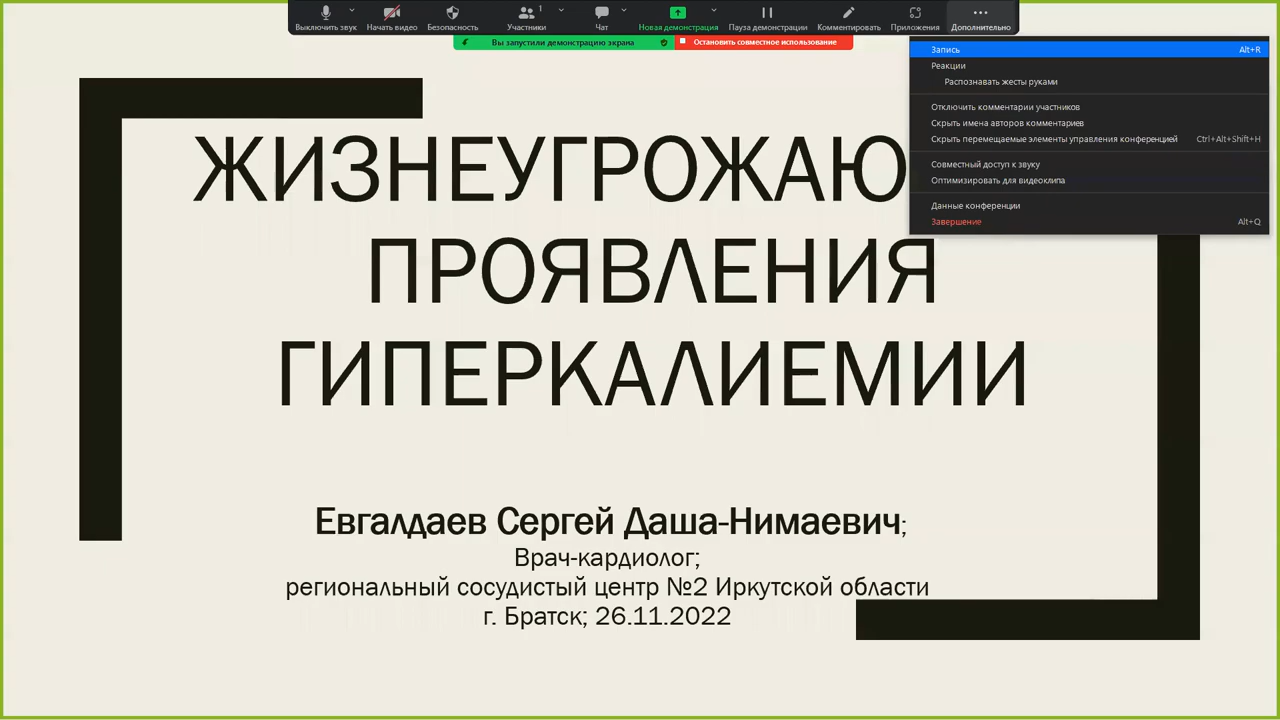 Выключить звук
Начать видео
Безопасность
Участники 1
Чат
Новая демонстрация
Пауза демонстрации
Комментировать
Приложения
Дополнительно
Вы запустили демонстрацию экрана
Остановить совместное использование
Запись Alt+R
Реакции
Распознавать жесты руками
Отключить комментарии участников
Скрыть имена авторов комментариев
Скрыть перемещаемые элементы управления конференцией Ctrl+Alt+Shift+H
Совместный доступ к звуку
Оптимизировать для видеоклипа
Данные конференции
Завершение Alt+Q
ЖИЗНЕУГРОЖАЮ
ПРОЯВЛЕНИЯ
ГИПЕРКАЛИЕМИИ
Евгалдаев Сергей Даша-Нимаевич;
Врач-кардиолог;
региональный сосудистый центр №2 Иркутской области
г. Братск; 26.11.2022